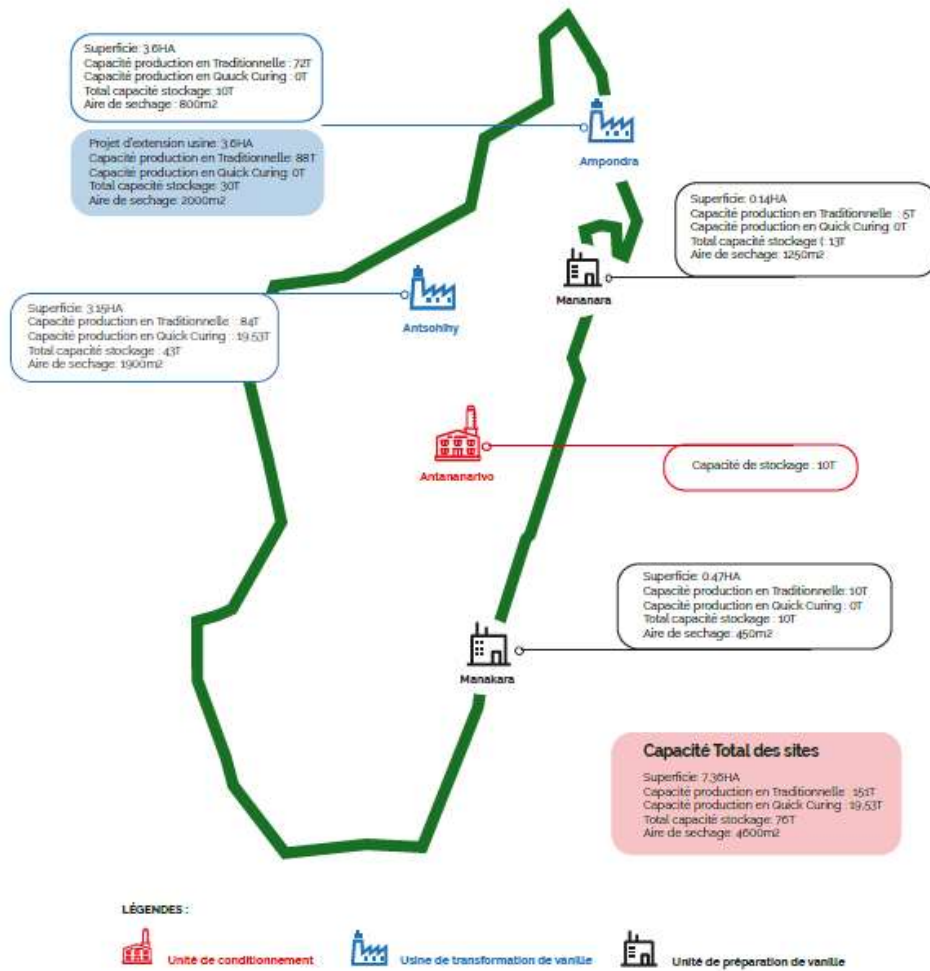 Superficie: 3.6HA
Capacité production en Traditionnelle : 72T
Capacité production en Quuck Curing : 0T
Total capacité stockage: 10T
Aire de sechage : 800m2
Projet d'extension usine: 3.6HA
Capacité production en Traditionnelle: 88T
Capacité production en Quick Curing: 0T
Total capacité stockage: 30T
Aire de sechage: 2000m2
Ampondra
Superficie: 0.14HA
Capacité production en Traditionnelle : 5T
Capacité production en Quick Curing: 0T
Total capacité stockage (: 13T
Aire de sechage: 1250m2
Mananara
Antsohihy
Superficie: 3.15HA
Capacité production en Traditionnelle : 84T
Capacité production en Quick Curing : 19,53T
Total capacité stockage : 43T
Aire de sechage: 1900m2
Antananarivo
Capacité de stockage : 10T
Superficie: 0.47HA
Capacité production en Traditionnelle: 10T
Capacité production en Quick Curing: 0T
Total capacité stockage : 10T
Aire de sechage: 450m2
Manakara
Capacité Total des sites
Superficie: 7,36HA
Capacité production en Traditionnelle : 151T
Capacité production en Quick Curing : 19,53T
Total capacité stockage: 76T
Aire de sechage: 4600m2
LÉGENDES :
Unité de conditionnement
Usine de transformation de vanille
Unité de préparation de vanille